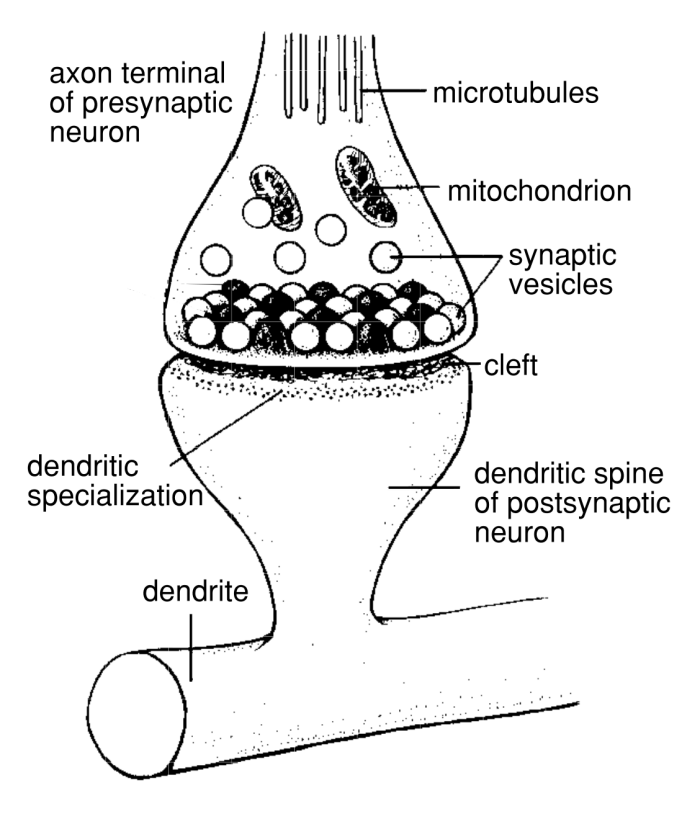 axon terminal
of presynaptic
neuron
microtubules
mitochondrion
synaptic
vesicles
cleft
dendritic
specialization
dendritic spine
of postsynaptic
neuron
dendrite